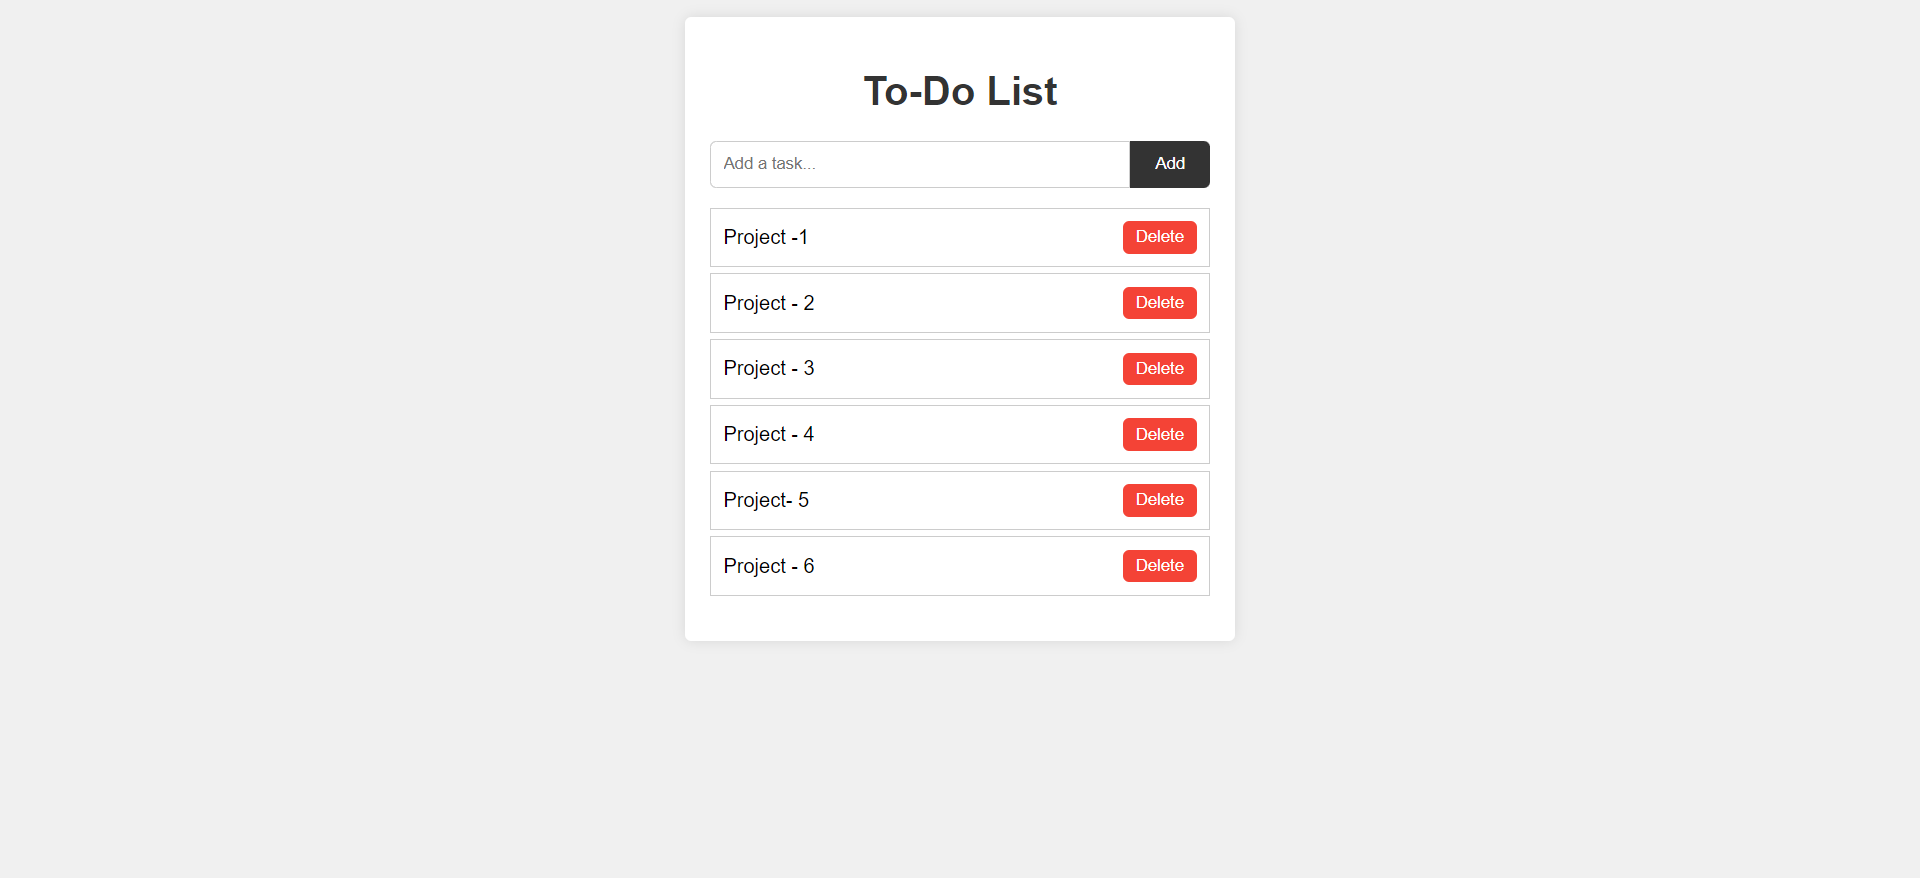 To-Do List
Add a task...
Add
Project -1
Delete
Project - 2
Delete
Project - 3
Delete
Project - 4
Delete
Project- 5
Delete
Project - 6
Delete